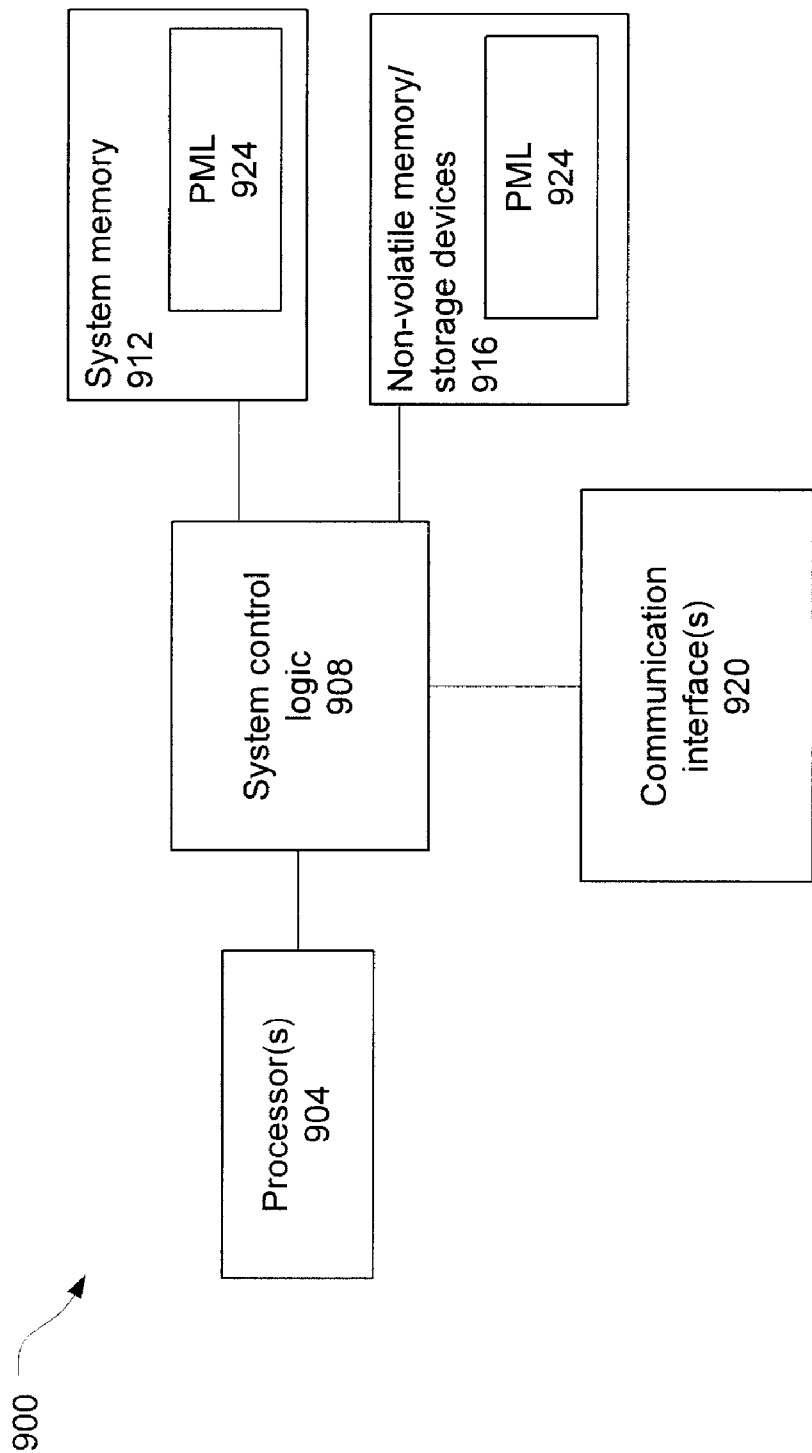 900
Processor(s)
904
System control
logic
908
System memory
912
PML
924
Non-volatile memory/
storage devices
916
PML
924
Communication
interface(s)
920